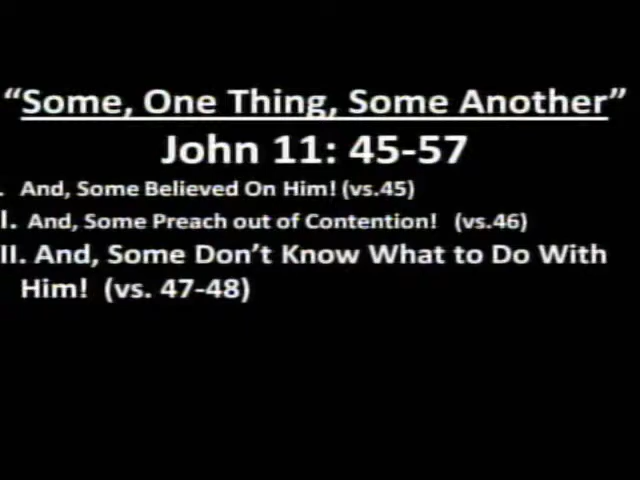 “Some, One Thing, Some Another”
John 11: 45-57
. And, Some Believed On Him! (vs.45)
I. And, Some Preach out of Contention! (vs.46)
II. And, Some Don’t Know What to Do With
Him! (vs. 47-48)